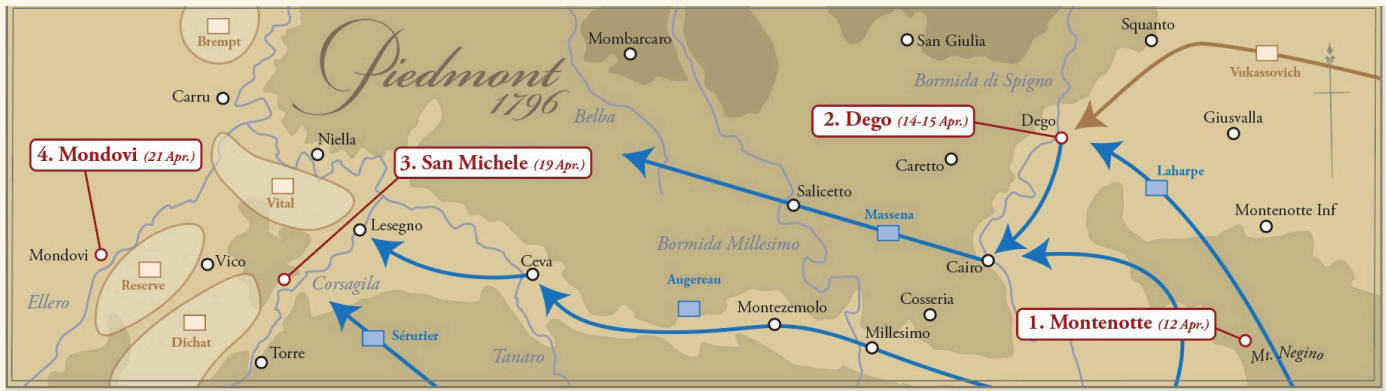 Brempt
Piedmont
1796
Mombarcaro
San Giulia
Squanto
Bormida di Spigno
Vukassovich
Carru
Belba
2. Dego (14-15 Apr.)
Dego
Giusvalla
4. Mondovi (21 Apr.)
Niella
3. San Michele (19 Apr.)
Caretto
Laharpe
Vital
Salicetto
Massena
Montenotte Inf
Lesegno
Bormida Millesimo
Mondovi
Vico
Reserve
Corsagila
Ceva
Cairo
Augereau
Ellero
Dichat
Sérurier
Montezemolo
Cosseria
1. Montenotte (12 Apr.)
Millesimo
Torre
Tanaro
Mt. Negino